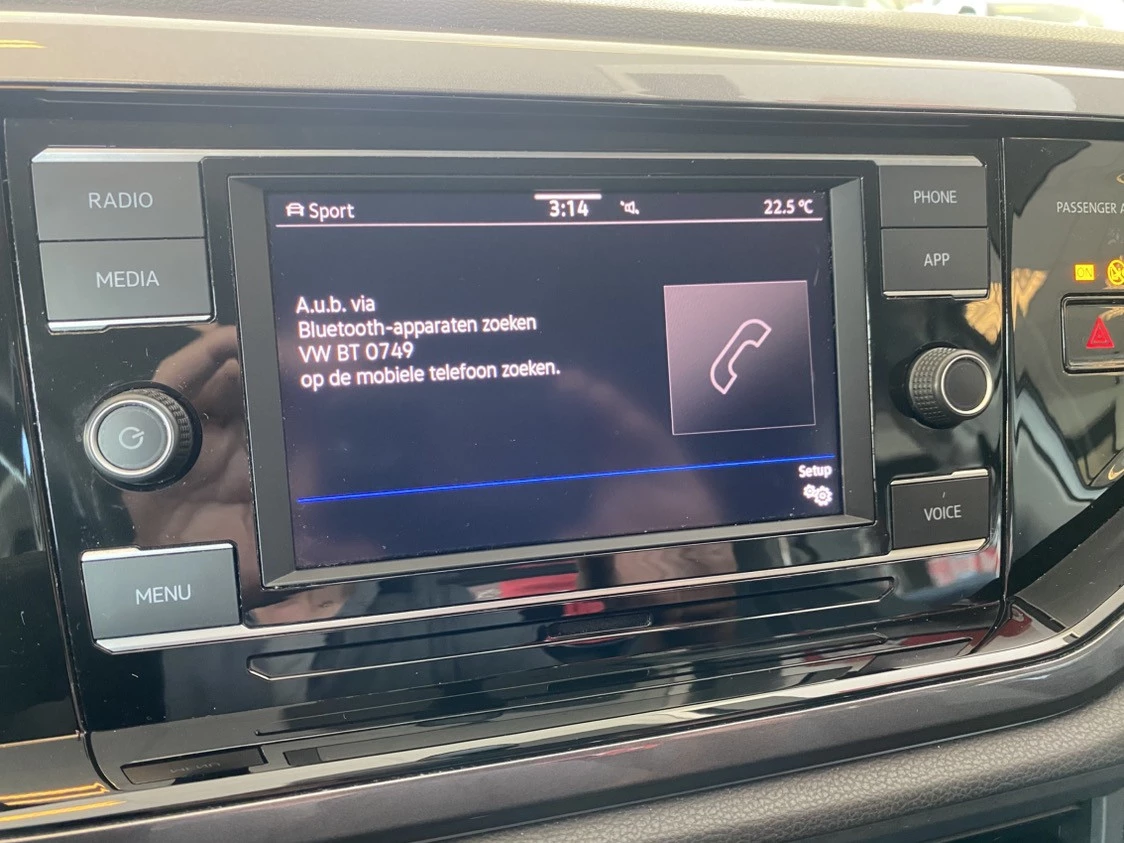 RADIO
MEDIA
MENU
Sport 3:14 22.5 °C
A.u.b. via
Bluetooth-apparaten zoeken
VW BT 0749
op de mobiele telefoon zoeken.
Setup
PHONE
APP
VOICE
PASSENGER A
ON